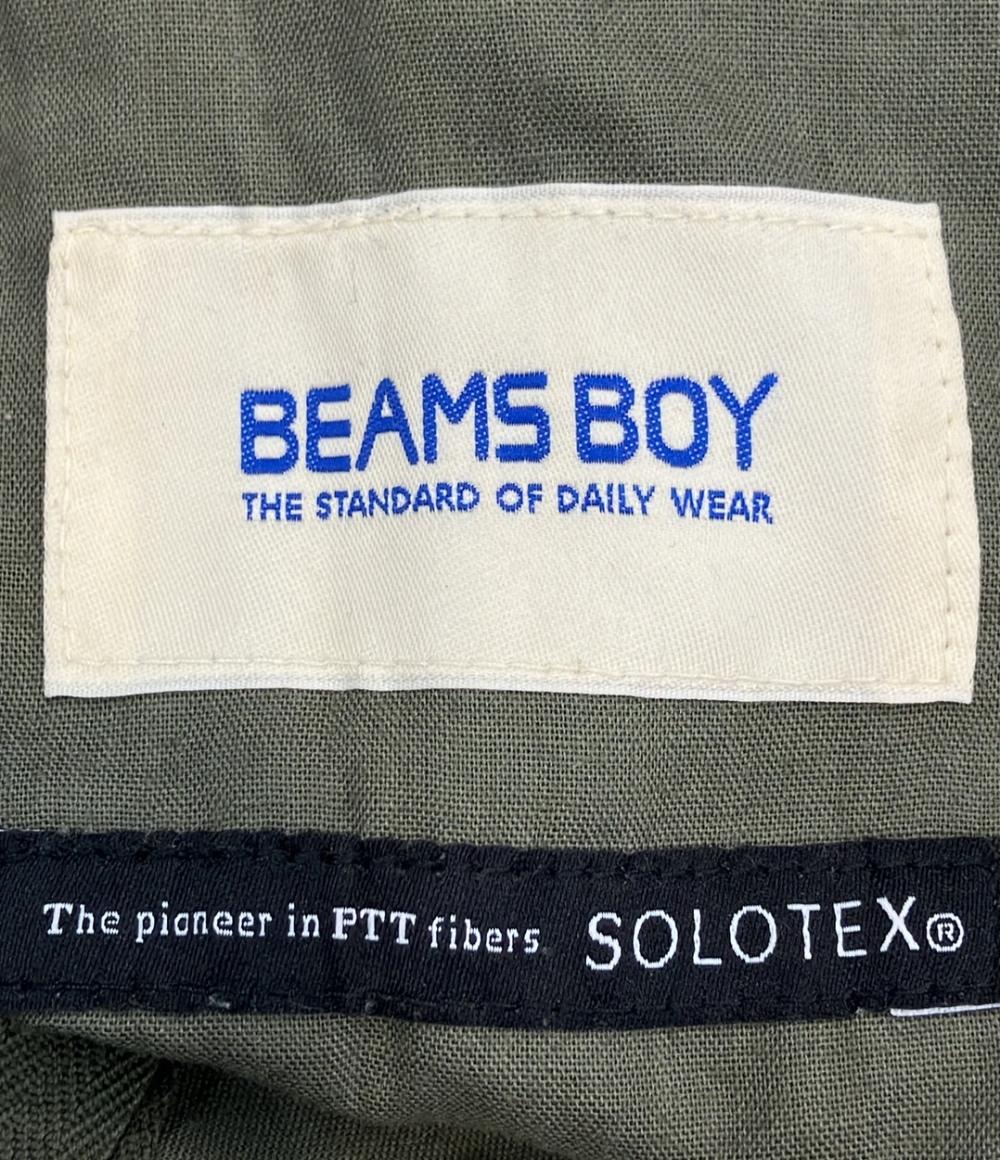 BEAMS BOY
THE STANDARD OF DAILY WEAR
The pioneer in PTT fibers SOLOTEX®